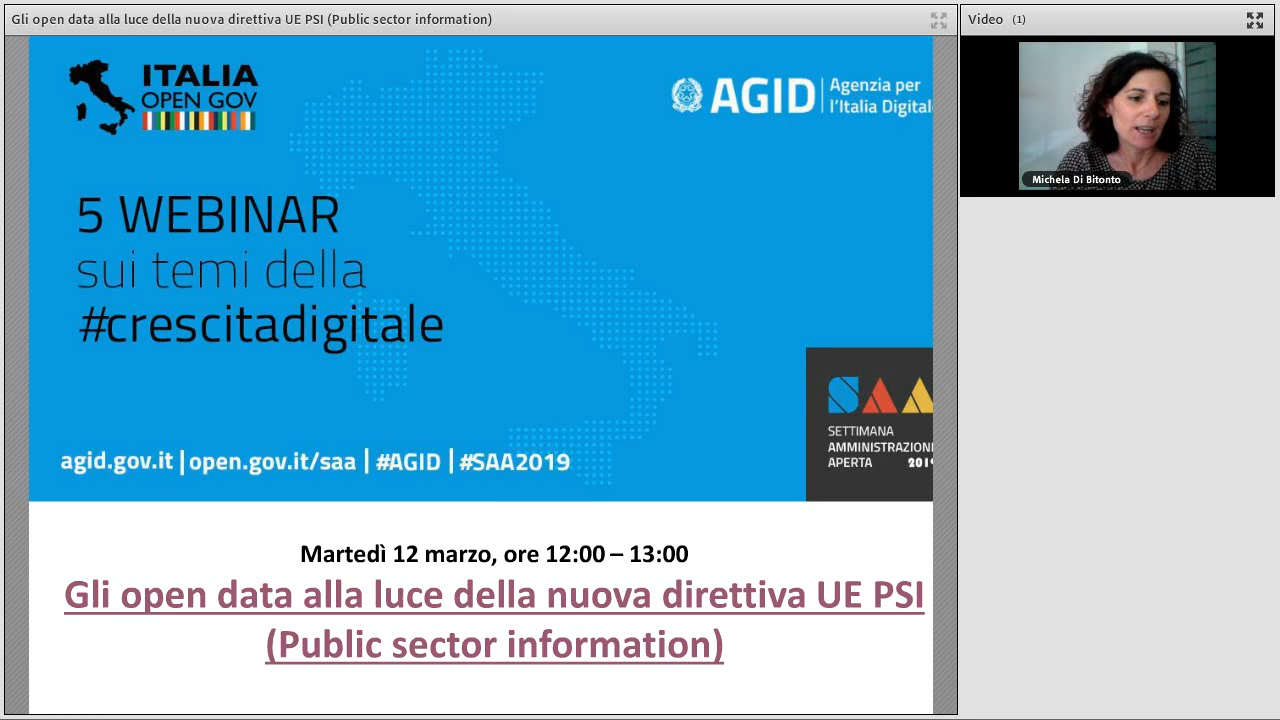 Gli open data alla luce della nuova direttiva UE PSI (Public sector information)
Video (1)
ITALIA
OPEN GOV
AGID
Agenzia per
l'Italia Digitale
5 WEBINAR
sui temi della
#crescitadigitale
SAA
SETTIMANA
AMMINISTRAZIONE
APERTA 2019
agid.gov.it | open.gov.it/saa | #AGID | #SAA2019
Michela Di Bitonto
Martedì 12 marzo, ore 12:00 – 13:00
Gli open data alla luce della nuova direttiva UE PSI
(Public sector information)